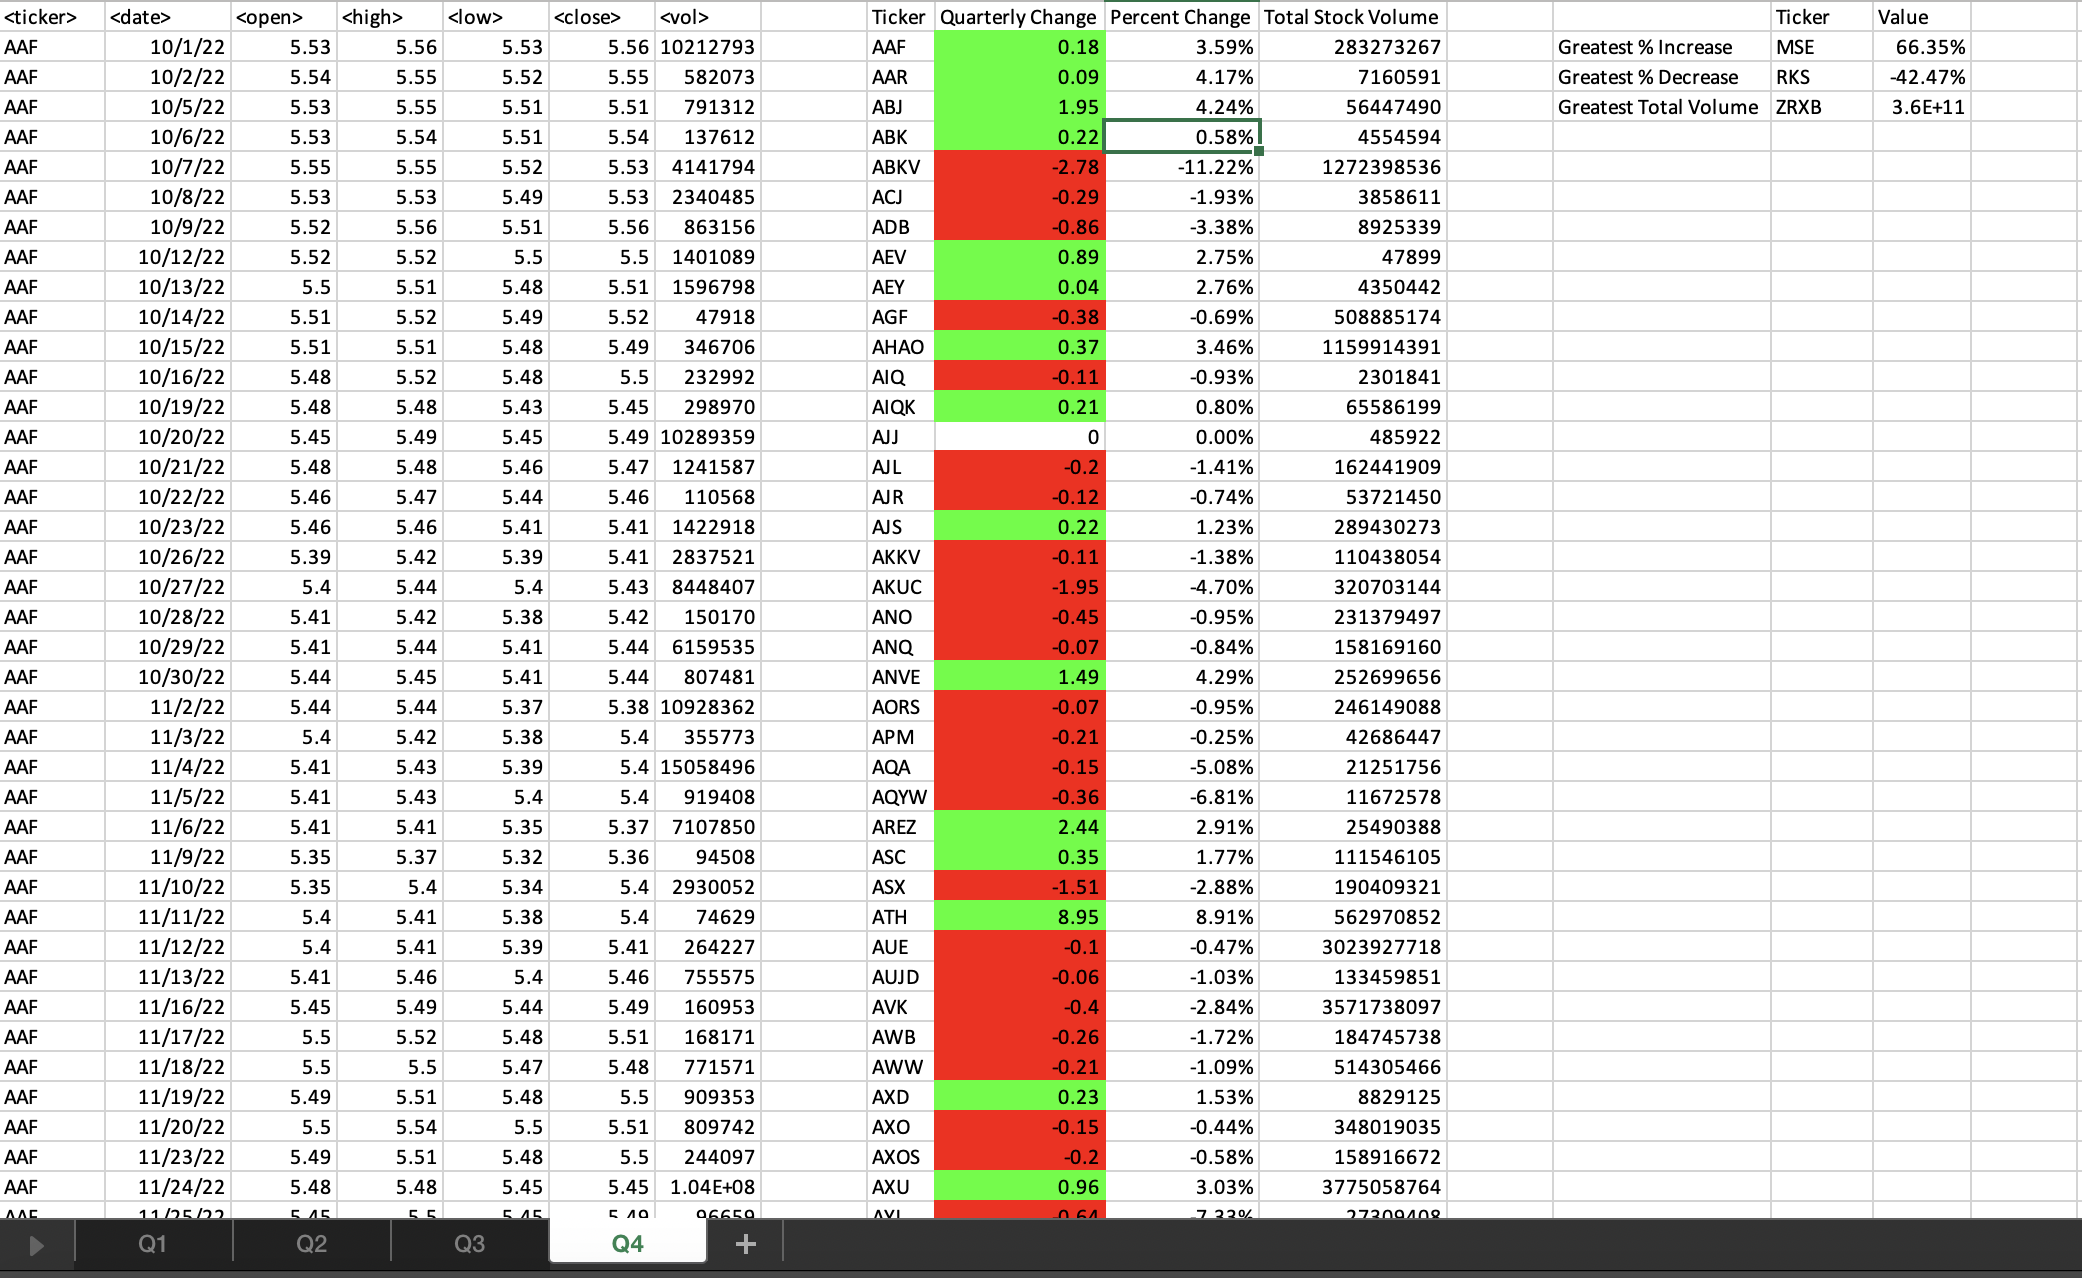 <ticker> <date> <open> <high> <low> <close> <vol> Ticker Quarterly Change Percent Change Total Stock Volume Ticker Value
AAF 10/1/22 5.53 5.56 5.53 5.56 10212793 AAF 0.18 3.59% 283273267 Greatest % Increase MSE 66.35%
AAF 10/2/22 5.54 5.55 5.52 5.55 582073 AAR 0.09 4.17% 7160591 Greatest % Decrease RKS -42.47%
AAF 10/5/22 5.53 5.55 5.51 5.51 791312 ABJ 1.95 4.24% 56447490 Greatest Total Volume ZRXB 3.6E+11
AAF 10/6/22 5.53 5.54 5.51 5.54 137612 ABK 0.22 0.58% 4554594
AAF 10/7/22 5.55 5.55 5.52 5.53 4141794 ABKV -2.78 -11.22% 1272398536
AAF 10/8/22 5.53 5.53 5.49 5.53 2340485 ACJ -0.29 -1.93% 3858611
AAF 10/9/22 5.52 5.56 5.51 5.56 863156 ADB -0.86 -3.38% 8925339
AAF 10/12/22 5.52 5.52 5.5 5.5 1401089 AEV 0.89 2.75% 47899
AAF 10/13/22 5.5 5.51 5.48 5.51 1596798 AEY 0.04 2.76% 4350442
AAF 10/14/22 5.51 5.52 5.49 5.52 47918 AGF -0.38 -0.69% 508885174
AAF 10/15/22 5.51 5.51 5.48 5.49 346706 AHAO 0.37 3.46% 1159914391
AAF 10/16/22 5.48 5.52 5.48 5.5 232992 AIQ -0.11 -0.93% 2301841
AAF 10/19/22 5.48 5.48 5.43 5.45 298970 AIQK 0.21 0.80% 65586199
AAF 10/20/22 5.45 5.49 5.45 5.49 10289359 AJJ 0 0.00% 485922
AAF 10/21/22 5.48 5.48 5.46 5.47 1241587 AJL -0.2 -1.41% 162441909
AAF 10/22/22 5.46 5.47 5.44 5.46 110568 AJR -0.12 -0.74% 53721450
AAF 10/23/22 5.46 5.46 5.41 5.41 1422918 AJS 0.22 1.23% 289430273
AAF 10/26/22 5.39 5.42 5.39 5.41 2837521 AKKV -0.11 -1.38% 110438054
AAF 10/27/22 5.4 5.44 5.4 5.43 8448407 AKUC -1.95 -4.70% 320703144
AAF 10/28/22 5.41 5.42 5.38 5.42 150170 ANO -0.45 -0.95% 231379497
AAF 10/29/22 5.41 5.44 5.41 5.44 6159535 ANQ -0.07 -0.84% 158169160
AAF 10/30/22 5.44 5.45 5.41 5.44 807481 ANVE 1.49 4.29% 252699656
AAF 11/2/22 5.44 5.44 5.37 5.38 10928362 AORS -0.07 -0.95% 246149088
AAF 11/3/22 5.4 5.42 5.38 5.4 355773 APM -0.21 -0.25% 42686447
AAF 11/4/22 5.41 5.43 5.39 5.4 15058496 AQA -0.15 -5.08% 21251756
AAF 11/5/22 5.41 5.43 5.4 5.4 919408 AQYW -0.36 -6.81% 11672578
AAF 11/6/22 5.41 5.41 5.35 5.37 7107850 AREZ 2.44 2.91% 25490388
AAF 11/9/22 5.35 5.37 5.32 5.36 94508 ASC 0.35 1.77% 111546105
AAF 11/10/22 5.35 5.4 5.34 5.4 2930052 ASX -1.51 -2.88% 190409321
AAF 11/11/22 5.4 5.41 5.38 5.4 74629 ATH 8.95 8.91% 562970852
AAF 11/12/22 5.4 5.41 5.39 5.41 264227 AUE -0.1 -0.47% 3023927718
AAF 11/13/22 5.41 5.46 5.4 5.46 755575 AUJD -0.06 -1.03% 133459851
AAF 11/16/22 5.45 5.49 5.44 5.49 160953 AVK -0.4 -2.84% 3571738097
AAF 11/17/22 5.5 5.52 5.48 5.51 168171 AWB -0.26 -1.72% 184745738
AAF 11/18/22 5.5 5.5 5.47 5.48 771571 AWW -0.21 -1.09% 514305466
AAF 11/19/22 5.49 5.51 5.48 5.5 909353 AXD 0.23 1.53% 8829125
AAF 11/20/22 5.5 5.54 5.5 5.51 809742 AXO -0.15 -0.44% 348019035
AAF 11/23/22 5.49 5.51 5.48 5.5 244097 AXOS -0.2 -0.58% 158916672
AAF 11/24/22 5.48 5.48 5.45 5.45 1.04E+08 AXU 0.96 3.03% 3775058764
AAF 11/25/22 5.45 5.5 5.45 5.49 96659 -0.64 -7.33% 27309408
Q1 Q2 Q3 Q4 +